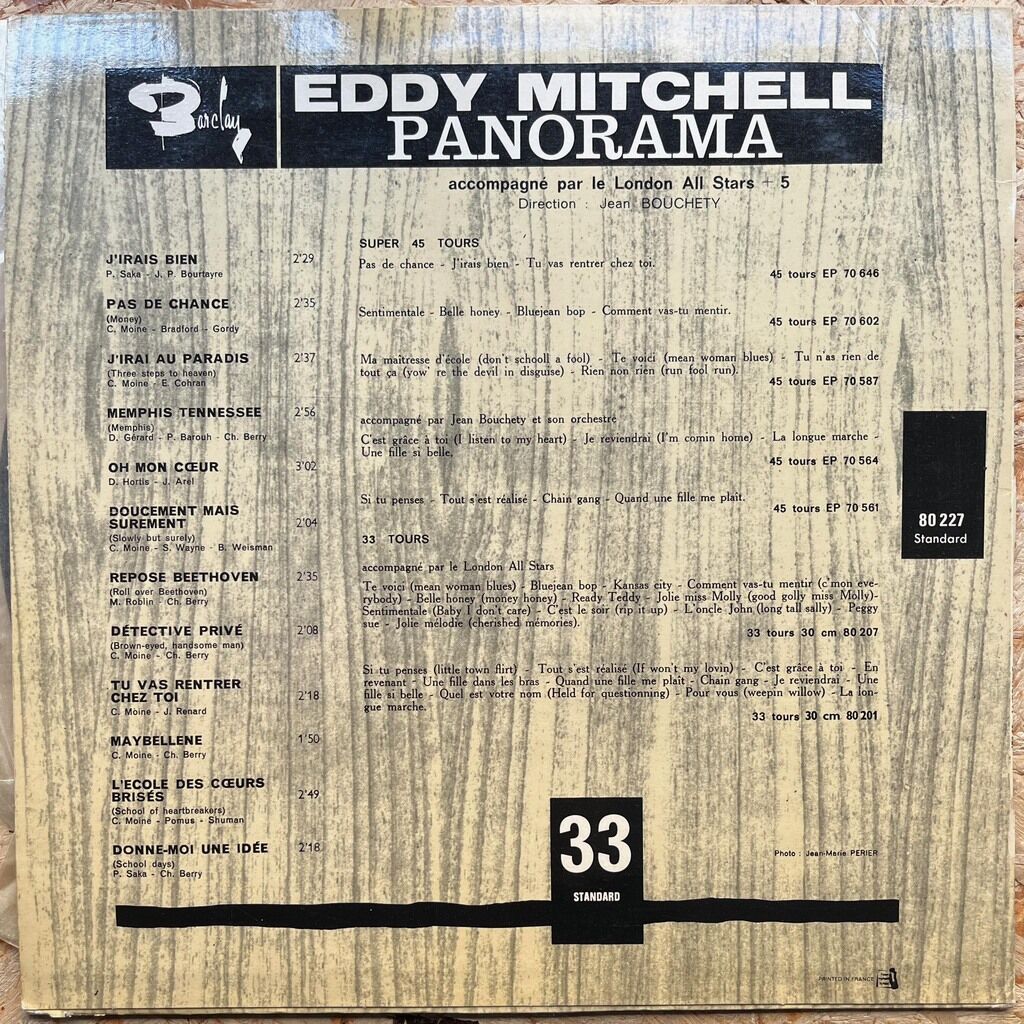 Barclay
EDDY MITCHELL
PANORAMA
accompagné par le London All Stars + 5
Direction : Jean BOUCHETY
J'IRAIS BIEN 2'29
P. Saka - J. P. Bourtayre
PAS DE CHANCE 2'35
(Money)
C. Moine - Bradford - Gordy
J'IRAI AU PARADIS 2'37
(Three steps to heaven)
C. Moine - E. Cohran
MEMPHIS TENNESSEE 2'56
(Memphis)
D. Gérard - P. Barouh - Ch. Berry
OH MON CŒUR 3'02
D. Hortis - J. Arel
DOUCEMENT MAIS
SUREMENT 2'04
(Slowly but surely)
C. Moine - S. Wayne - B. Weisman
REPOSE BEETHOVEN 2'35
(Roll over Beethoven)
M. Roblin - Ch. Berry
DÉTECTIVE PRIVÉ 2'08
(Brown-eyed, handsome man)
C. Moine - Ch. Berry
TU VAS RENTRER
CHEZ TOI 2'18
C. Moine - J. Renard
MAYBELLENE 1'50
C. Moine - Ch. Berry
L'ECOLE DES CŒURS
BRISÉS 2'49
(School of heartbreakers)
C. Moine - Pomus - Shuman
DONNE-MOI UNE IDÉE 2'18
(School days)
P. Saka - Ch. Berry
SUPER 45 TOURS
Pas de chance - J'irais bien - Tu vas rentrer chez toi.
45 tours EP 70 646
Sentimentale - Belle honey - Bluejean bop - Comment vas-tu mentir.
45 tours EP 70 602
Ma maîtresse d'école (don't schooll a fool) - Te voici (mean woman blues) - Tu n'as rien de
tout ça (yow' re the devil in disguise) - Rien non rien (run fool run).
45 tours EP 70 587
accompagné par Jean Bouchety et son orchestre
C'est grâce à toi (I listen to my heart) - Je reviendrai (I'm comin home) - La longue marche -
Une fille si belle.
45 tours EP 70 564
Si tu penses - Tout s'est réalisé - Chain gang - Quand une fille me plaît.
45 tours EP 70 561
33 TOURS
accompagné par le London All Stars
Te voici (mean woman blues) - Bluejean bop - Kansas city - Comment vas-tu mentir (c'mon eve-
rybody) - Belle honey (money honey) - Ready Teddy - Jolie miss Molly (good golly miss Molly)-
Sentimentale (Baby I don't care) - C'est le soir (rip it up) - L'oncle John (long tall sally) - Peggy
sue - Jolie mélodie (cherished mémories).
33 tours 30 cm 80 207
Si tu penses (little town flirt) - Tout s'est réalisé (If won't my lovin) - C'est grâce à toi - En
revenant - Une fille dans les bras - Quand une fille me plaît - Chain gang - Je reviendrai - Une
fille si belle - Quel est votre nom (Held for questionning) - Pour vous (weepin willow) - La lon-
gue marche.
33 tours 30 cm 80 201
80 227
Standard
33
STANDARD
Photo : Jean-Marie PERIER
PRINTED IN FRANCE